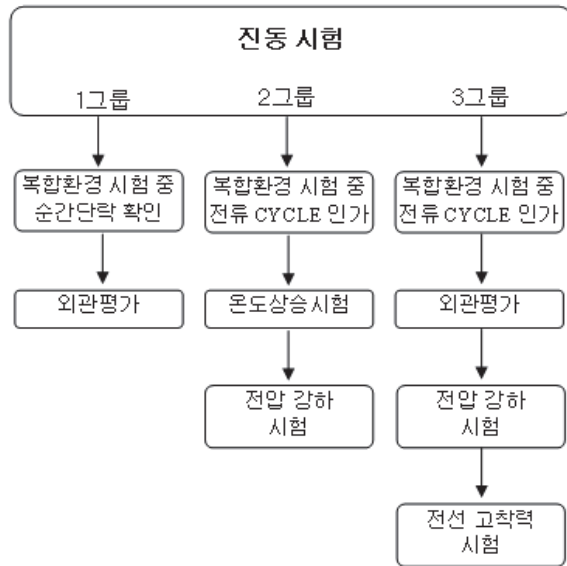 진동 시험
1그룹 2그룹 3그룹
복합환경 시험 중
순간단락 확인
복합환경 시험 중
전류 CYCLE 인가
복합환경 시험 중
전류 CYCLE 인가
외관평가
온도상승시험
외관평가
전압 강하
시험
전압 강하
시험
전선 고착력
시험